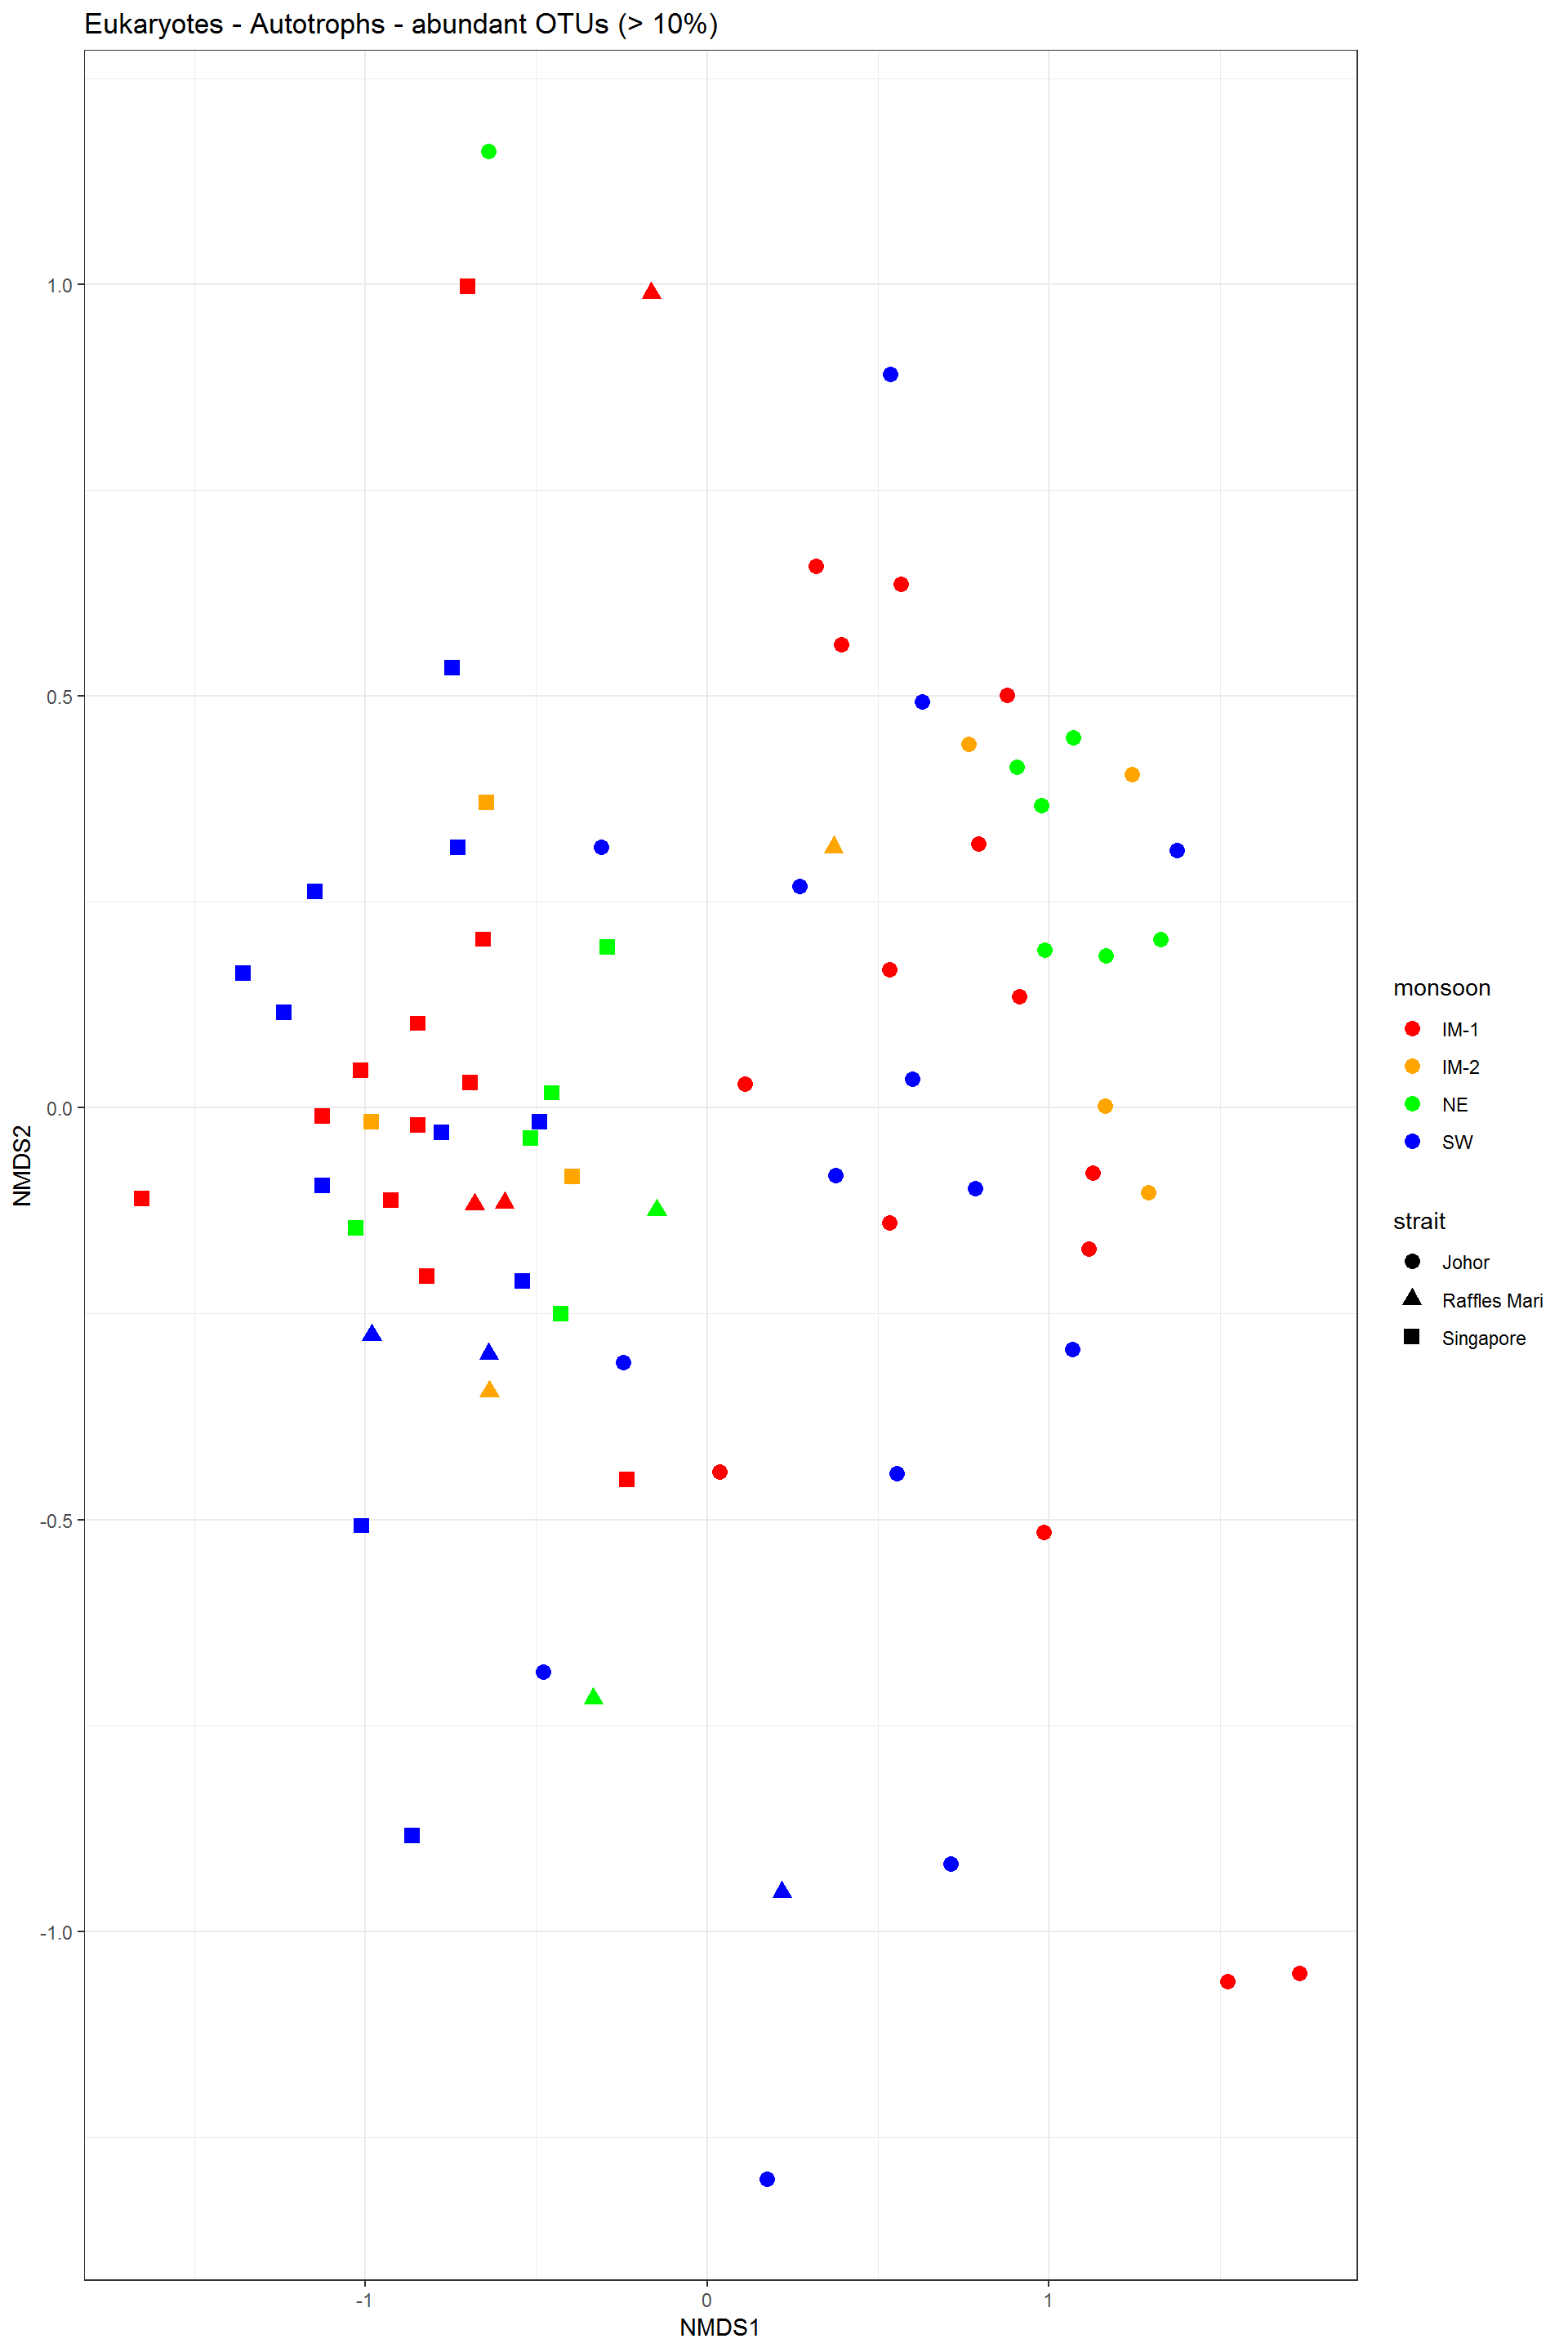 Eukaryotes - Autotrophs - abundant OTUs (> 10%)
1.0
0.5
0.0
-0.5
-1.0
NMDS2
-1
0
1
NMDS1
monsoon
IM-1
IM-2
NE
SW
strait
Johor
Raffles Mari
Singapore